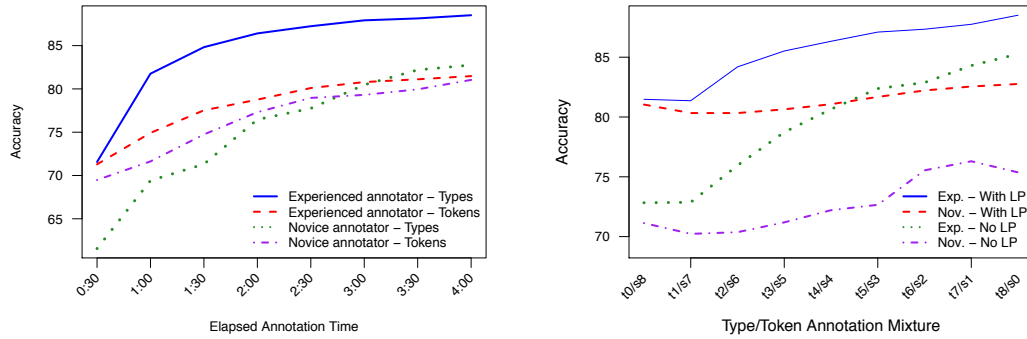 Accuracy
85
80
75
70
65
Experienced annotator – Types
Experienced annotator – Tokens
Novice annotator – Types
Novice annotator – Tokens
0:30
1:00
1:30
2:00
2:30
3:00
3:30
4:00
Elapsed Annotation Time
Accuracy
85
80
75
70
Exp. – With LP
Nov. – With LP
Exp. – No LP
Nov. – No LP
t0/s8
t1/s7
t2/s6
t3/s5
t4/s4
t5/s3
t6/s2
t7/s1
t8/s0
Type/Token Annotation Mixture